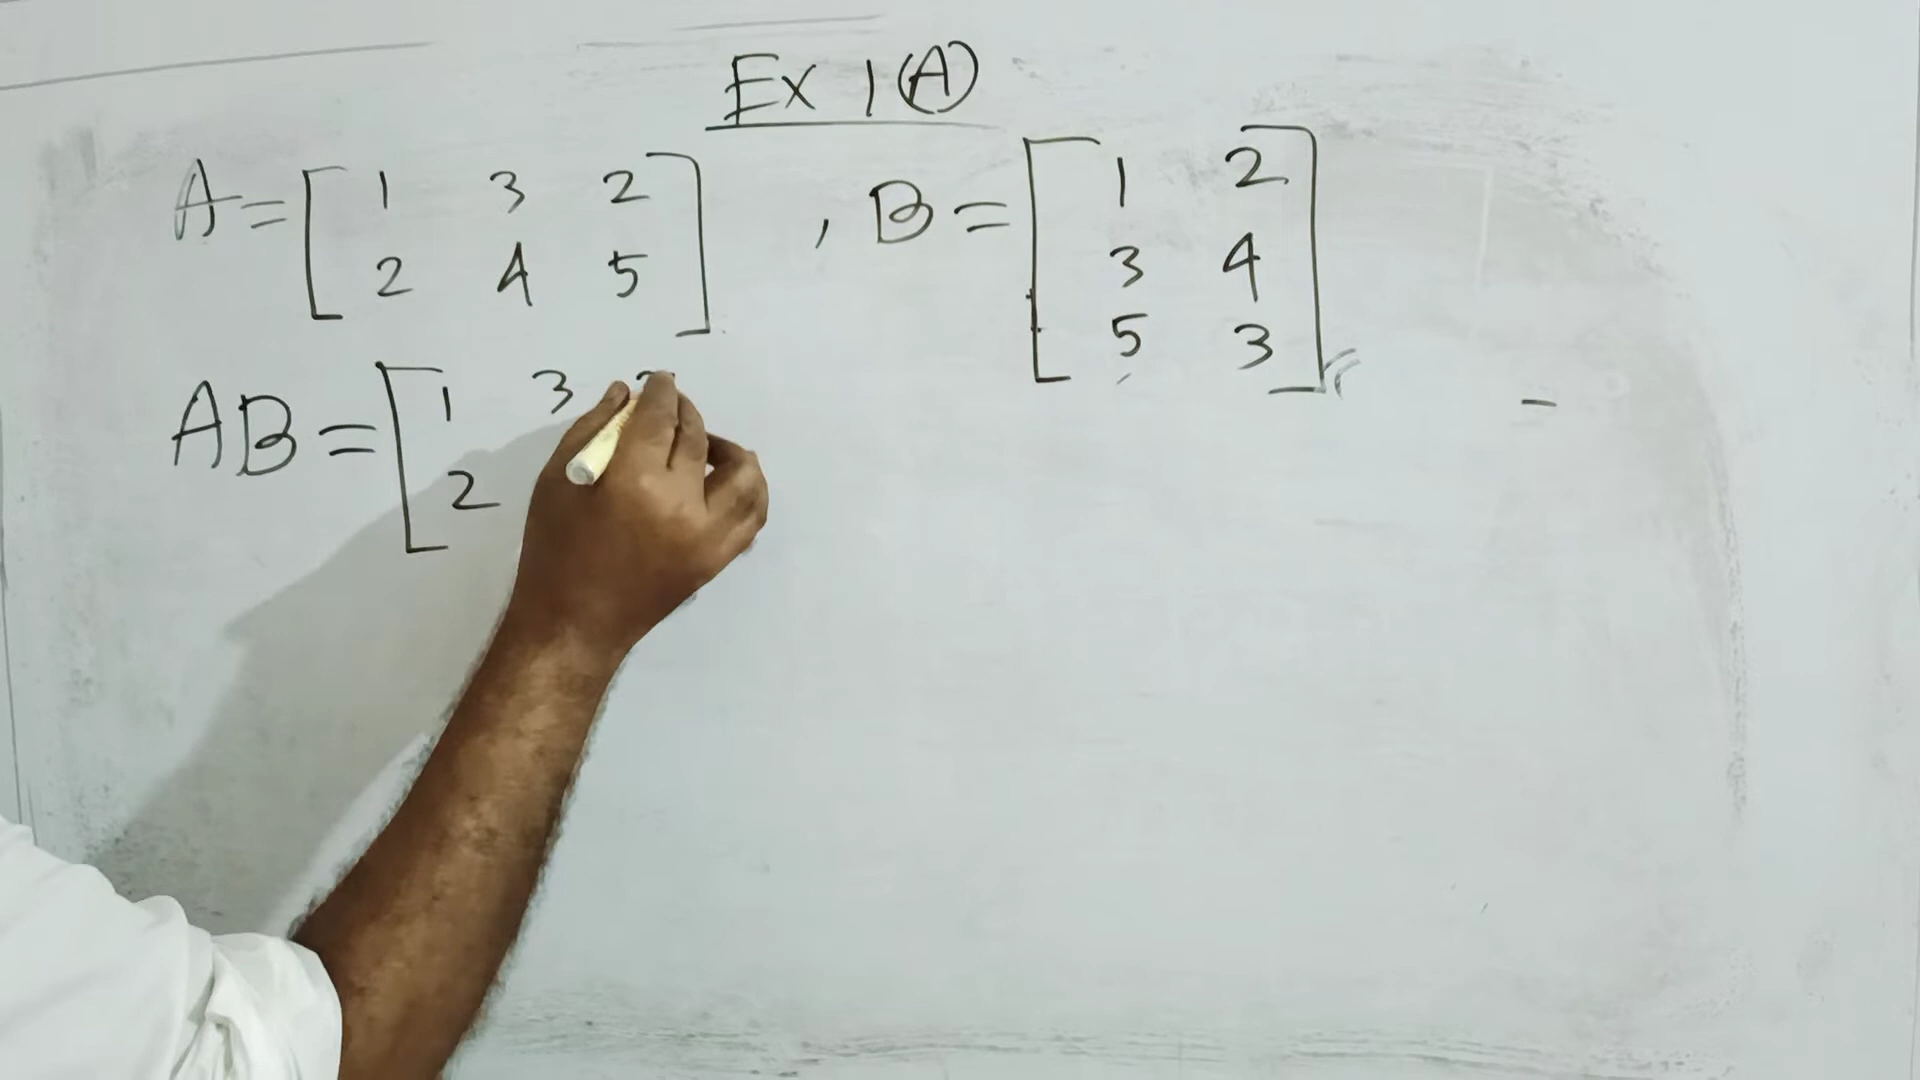 Ex 1(A)
A = [ 1 3 2
2 4 5 ] , B = [ 1 2
3 4
5 3 ]
AB = [ 1 3
2
-